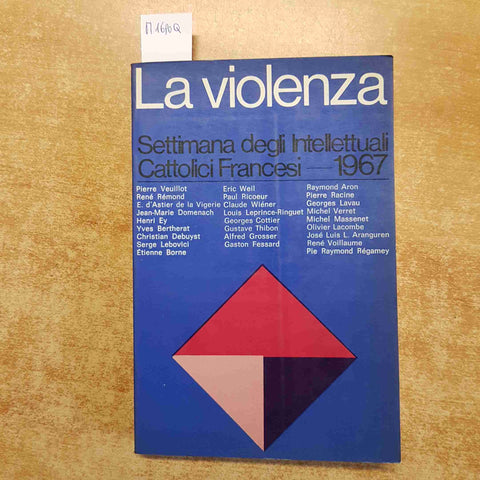 La violenza
Settimana degli Intellettuali
Cattolici Francesi — 1967
Pierre Veuillot
René Rémond
E. d'Astier de la Vigerie
Jean-Marie Domenach
Henri Ey
Yves Bertherat
Christian Debuyst
Serge Lebovici
Étienne Borne
Eric Weil
Paul Ricoeur
Claude Wiéner
Louis Leprince-Ringuet
Georges Cottier
Gustave Thibon
Alfred Grosser
Gaston Fessard
Raymond Aron
Pierre Racine
Georges Lavau
Michel Verret
Michel Massenet
Olivier Lacombe
José Luis L. Aranguren
René Voillaume
Pie Raymond Régamey